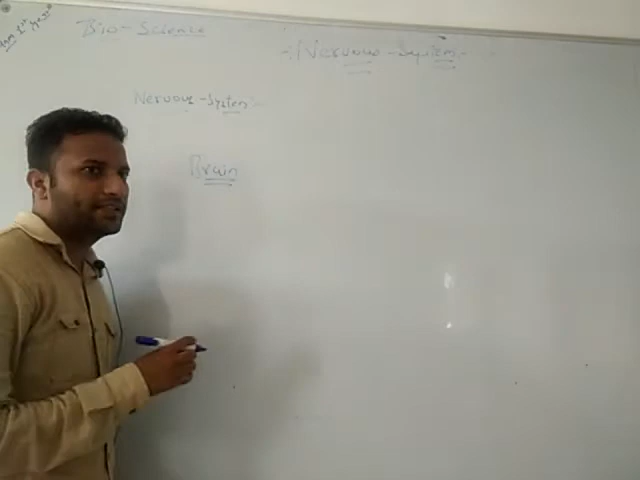 Bio - Science
:- Nervous - System -
Nervous - System
Brain